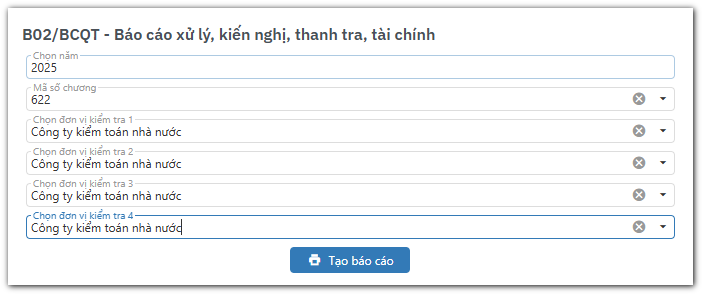 B02/BCQT - Báo cáo xử lý, kiến nghị, thanh tra, tài chính
Chọn năm
2025
Mã số chương
622
Chọn đơn vị kiểm tra 1
Công ty kiểm toán nhà nước
Chọn đơn vị kiểm tra 2
Công ty kiểm toán nhà nước
Chọn đơn vị kiểm tra 3
Công ty kiểm toán nhà nước
Chọn đơn vị kiểm tra 4
Công ty kiểm toán nhà nước
Tạo báo cáo